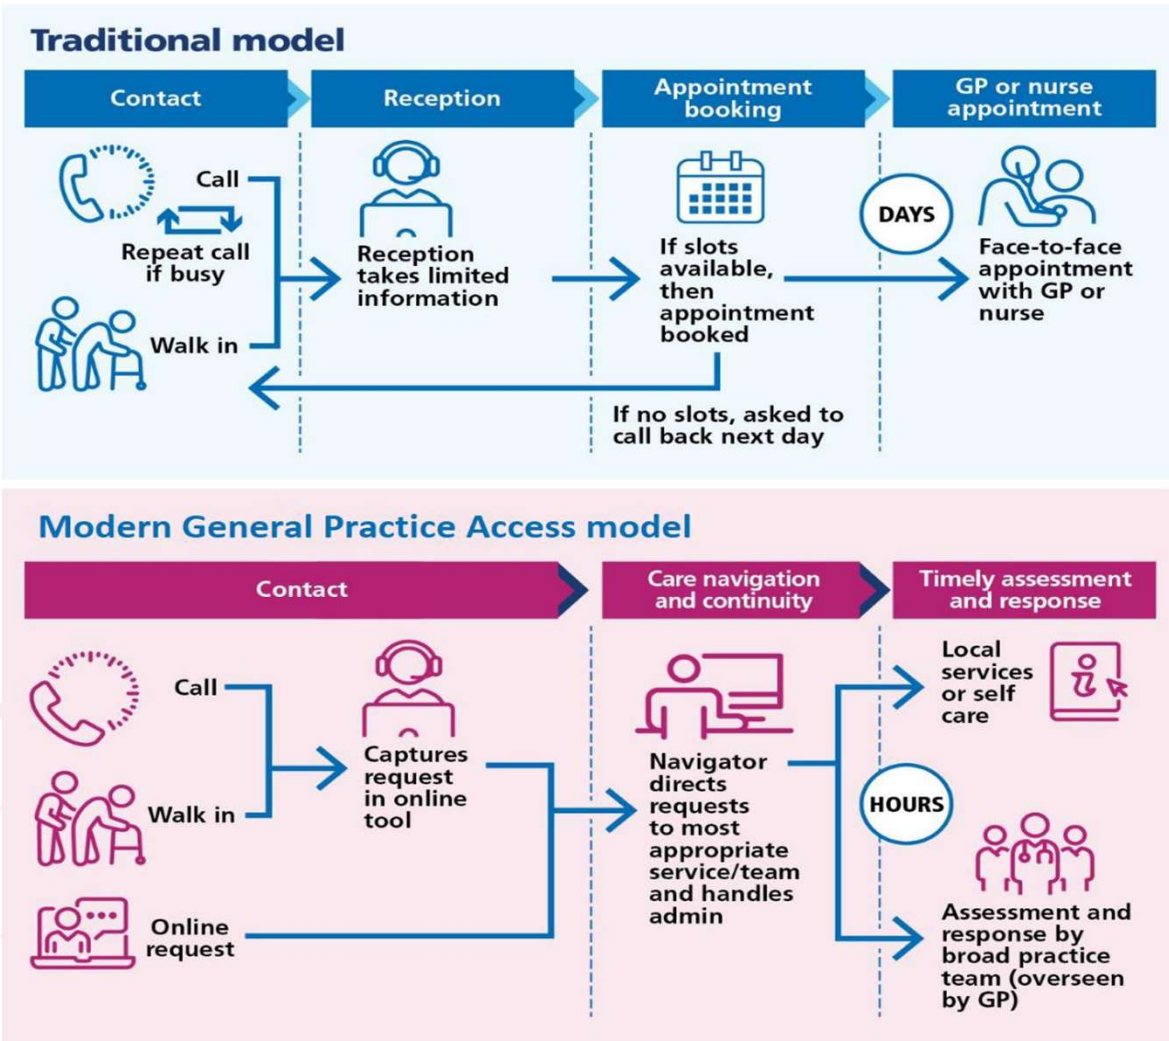 Traditional model
Contact
Reception
Appointment
booking
GP or nurse
appointment
Call
Repeat call
if busy
Walk in
Reception
takes limited
information
If slots
available,
then
appointment
booked
DAYS
Face-to-face
appointment
with GP or
nurse
If no slots, asked to
call back next day
Modern General Practice Access model
Contact
Care navigation
and continuity
Timely assessment
and response
Call
Walk in
Online
request
Captures
request
in online
tool
Navigator
directs
requests
to most
appropriate
service/team
and handles
admin
Local
services
or self
care
HOURS
Assessment and
response by
broad practice
team (overseen
by GP)